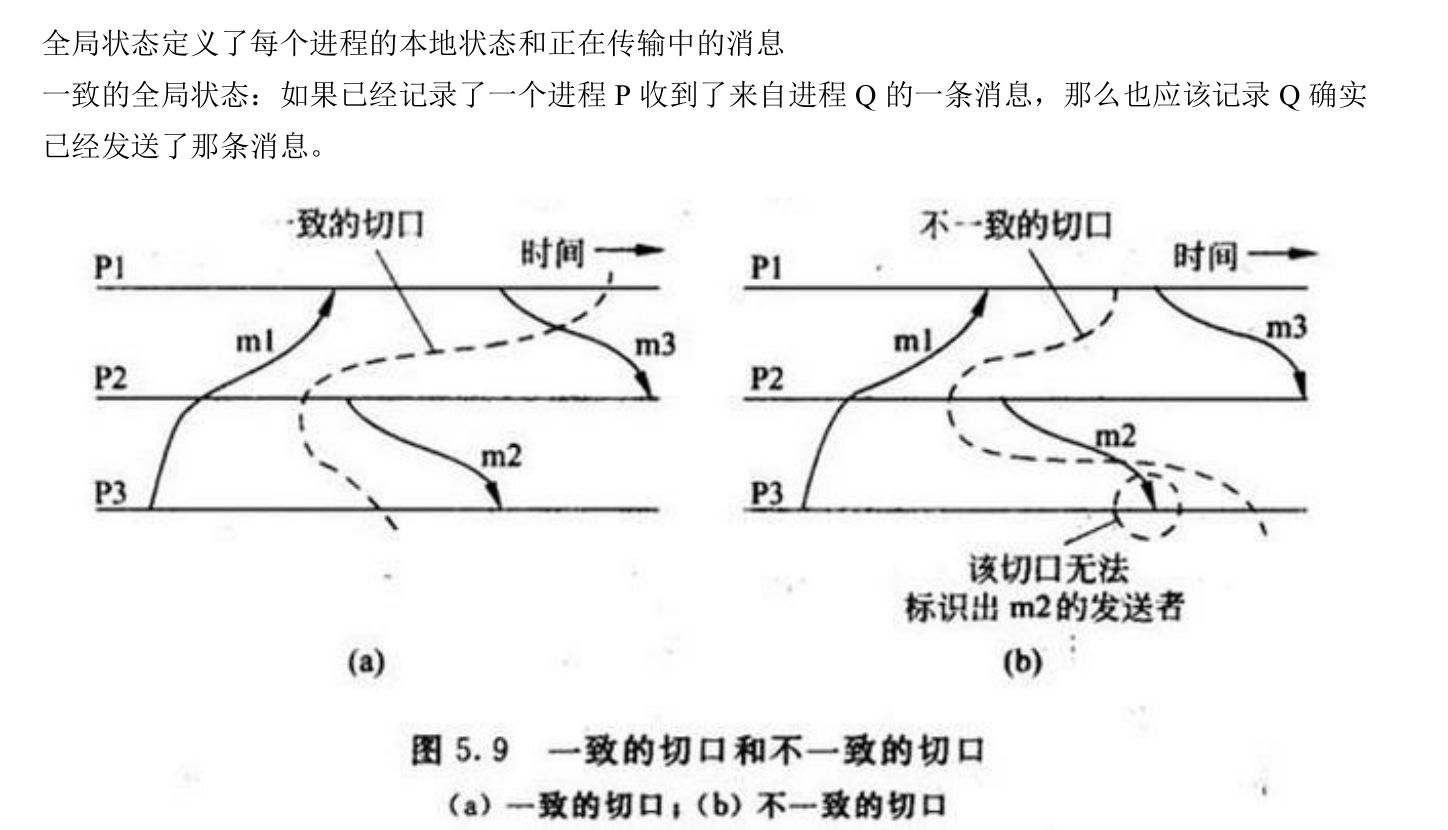 全局状态定义了每个进程的本地状态和正在传输中的消息
一致的全局状态：如果已经记录了一个进程 P 收到了来自进程 Q 的一条消息，那么也应该记录 Q 确实
已经发送了那条消息。
一致的切口
时间
P1
m1
m3
P2
m2
P3
(a)
不一致的切口
时间
P1
m1
m3
P2
m2
P3
该切口无法
标识出 m2的发送者
(b)
图 5.9 一致的切口和不一致的切口
(a) 一致的切口；(b) 不一致的切口